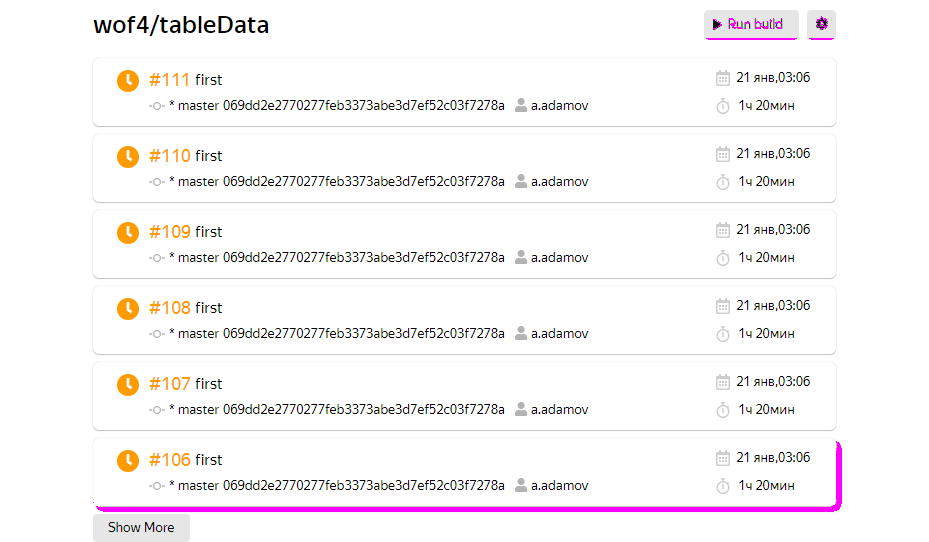 wof4/tableData
Run build
#111 first
21 янв,03:06
* master 069dd2e2770277feb3373abe3d7ef52c03f7278a a.adamov
1ч 20мин
#110 first
21 янв,03:06
* master 069dd2e2770277feb3373abe3d7ef52c03f7278a a.adamov
1ч 20мин
#109 first
21 янв,03:06
* master 069dd2e2770277feb3373abe3d7ef52c03f7278a a.adamov
1ч 20мин
#108 first
21 янв,03:06
* master 069dd2e2770277feb3373abe3d7ef52c03f7278a a.adamov
1ч 20мин
#107 first
21 янв,03:06
* master 069dd2e2770277feb3373abe3d7ef52c03f7278a a.adamov
1ч 20мин
#106 first
21 янв,03:06
* master 069dd2e2770277feb3373abe3d7ef52c03f7278a a.adamov
1ч 20мин
Show More